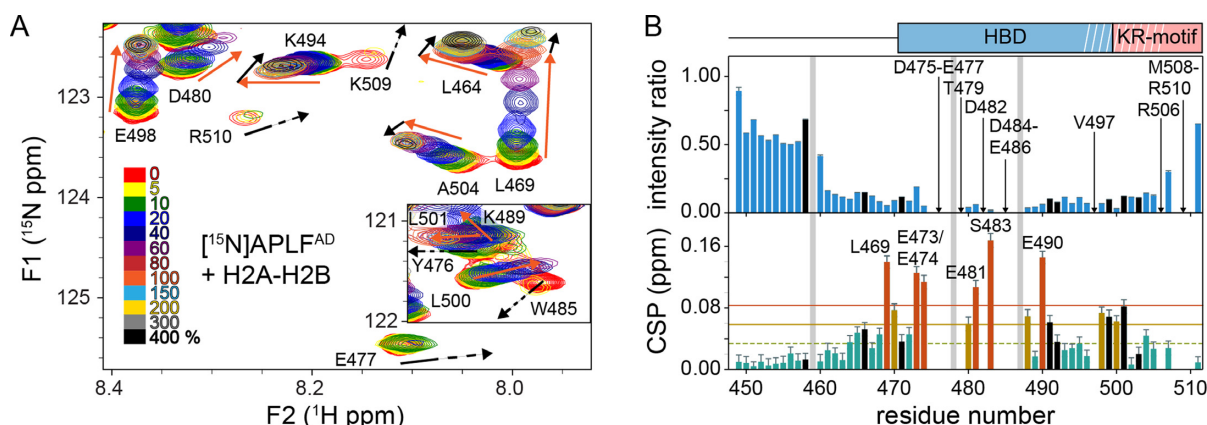 A
K494
K509
D480
L464
E498
R510
A504
L469
123
124
125
F1 (¹⁵N ppm)
0
5
10
20
40
60
80
100
150
200
300
400 %
[¹⁵N]APLFᴬᴰ
+ H2A-H2B
121
122
L501
K489
Y476
L500
W485
E477
8.4
8.2
8.0
F2 (¹H ppm)
B
HBD
KR-motif
D475-E477
T479
D482
D484-
E486
V497
M508-
R510
R506
1.00
0.50
0.00
intensity ratio
L469
E473/
E474
E481
S483
E490
0.16
0.08
0.00
CSP (ppm)
450
460
470
480
490
500
510
residue number